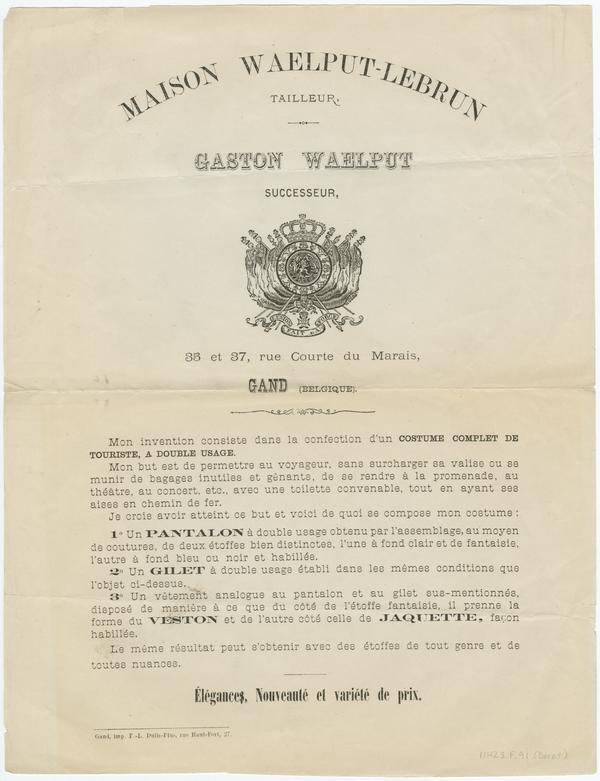 MAISON WAELPUT-LEBRUN
TAILLEUR.
GASTON WAELPUT
SUCCESSEUR,
FAIT LA
35 et 37, rue Courte du Marais,
GAND (BELGIQUE).
Mon invention consiste dans la confection d'un COSTUME COMPLET DE
TOURISTE, A DOUBLE USAGE.
Mon but est de permettre au voyageur, sans surcharger sa valise ou se
munir de bagages inutiles et gênants, de se rendre à la promenade, au
théâtre, au concert, etc., avec une toilette convenable, tout en ayant ses
aises en chemin de fer.
Je crois avoir atteint ce but et voici de quoi se compose mon costume :
1º Un PANTALON à double usage obtenu par l'assemblage, au moyen
de coutures, de deux étoffes bien distinctes, l'une à fond clair et de fantaisie,
l'autre à fond bleu ou noir et habillée.
2º Un GILET à double usage établi dans les mêmes conditions que
l'objet ci-dessus.
3º Un vêtement analogue au pantalon et au gilet sus-mentionnés,
disposé de manière à ce que du côté de l'étoffe fantaisie, il prenne la
forme du VESTON et de l'autre côté celle de JAQUETTE, façon
habillée.
Le même résultat peut s'obtenir avec des étoffes de tout genre et de
toutes nuances.
Élégances, Nouveauté et variété de prix.
Gand, imp. F.-L. Dullé-Plus, rue Haut-Port, 27.
11423.F.91